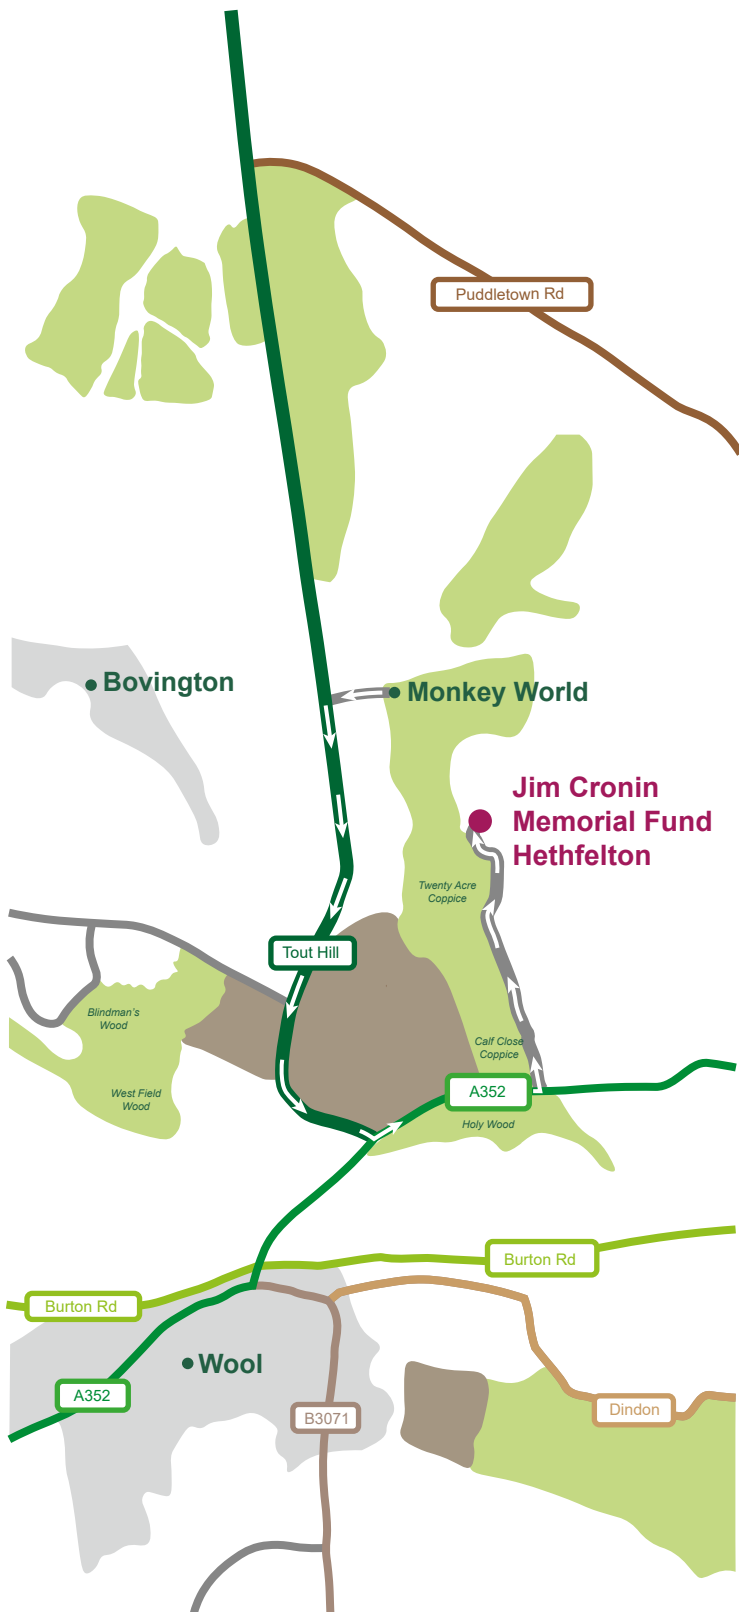 Puddletown Rd
Bovington
Monkey World
Jim Cronin
Memorial Fund
Hethfelton
Twenty Acre
Coppice
Tout Hill
Blindman's
Wood
Calf Close
Coppice
West Field
Wood
A352
Holy Wood
Burton Rd
Burton Rd
Wool
A352
B3071
Dindon